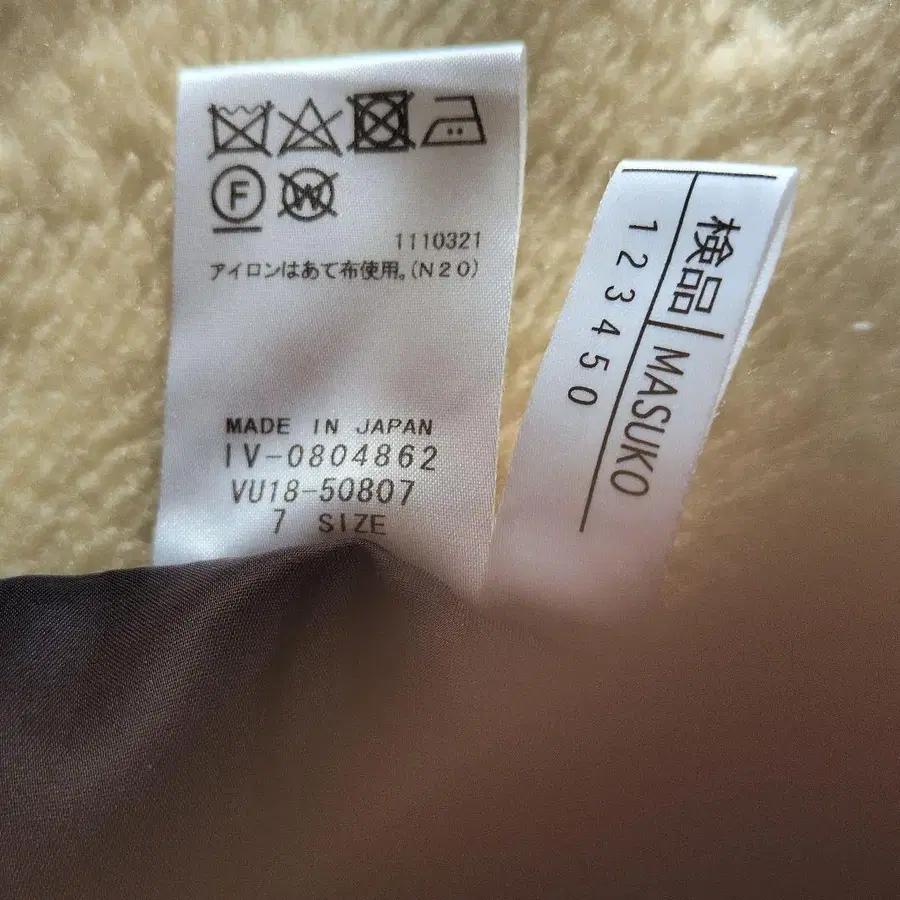 F
W
1110321
アイロンはあて布使用。(N20)
MADE IN JAPAN
IV-0804862
VU18-50807
7 SIZE
検品 MASUKO
123450